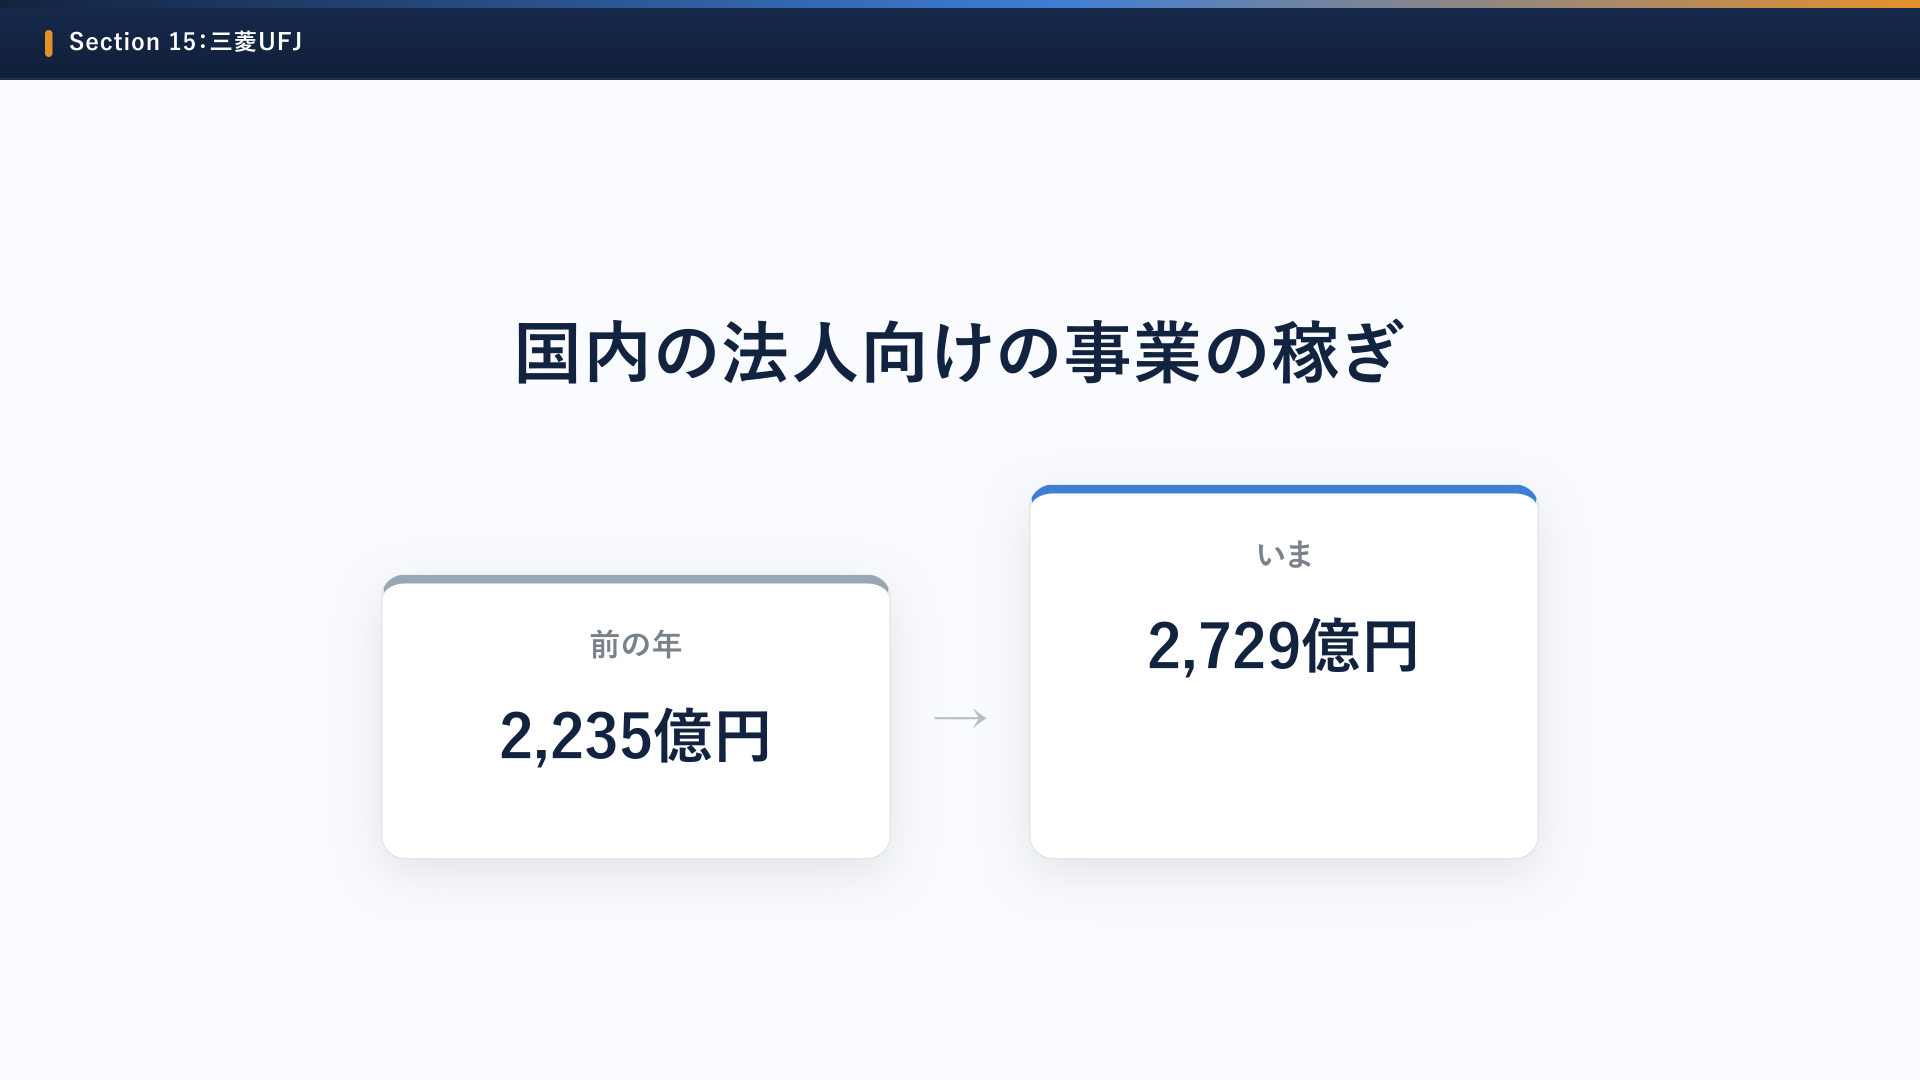 Section 15：三菱UFJ
国内の法人向けの事業の稼ぎ
前の年
2,235億円
→
いま
2,729億円